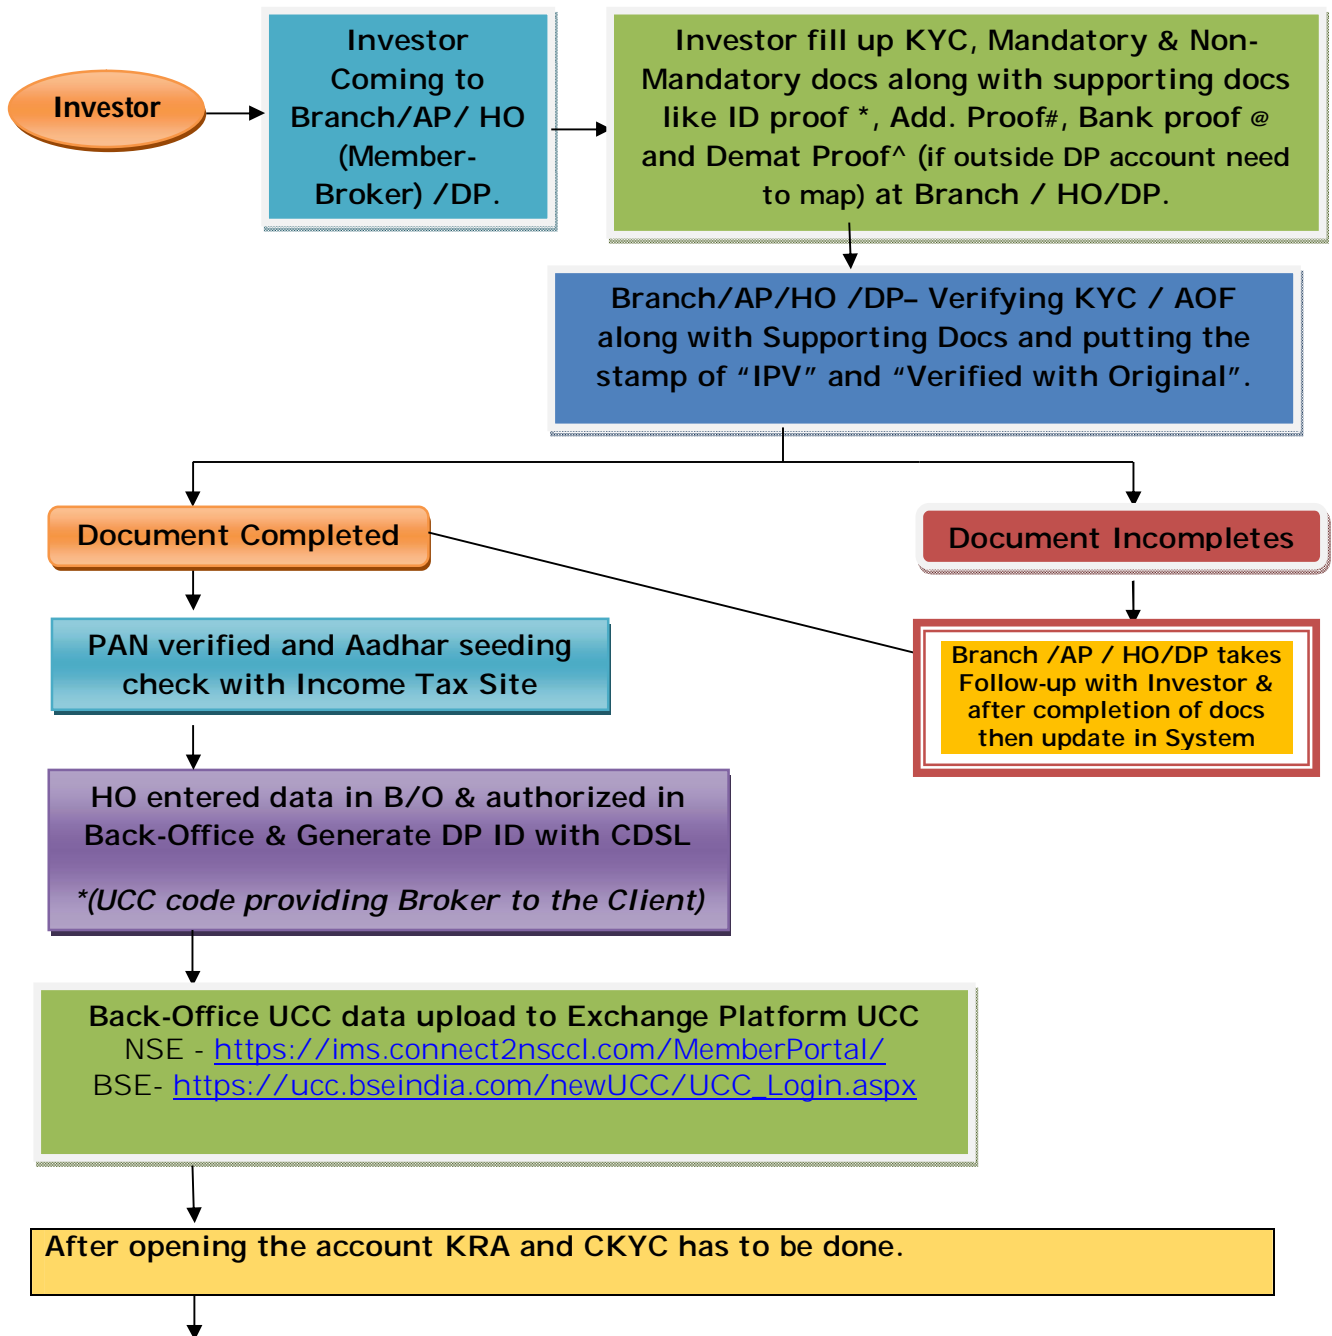 Investor
Investor
Coming to
Branch/AP/ HO
(Member-
Broker) /DP.
Investor fill up KYC, Mandatory & Non-
Mandatory docs along with supporting docs
like ID proof *, Add. Proof#, Bank proof @
and Demat Proof^ (if outside DP account need
to map) at Branch / HO/DP.
Branch/AP/HO /DP– Verifying KYC / AOF
along with Supporting Docs and putting the
stamp of “IPV” and “Verified with Original”.
Document Completed
Document Incompletes
PAN verified and Aadhar seeding
check with Income Tax Site
Branch /AP / HO/DP takes
Follow-up with Investor &
after completion of docs
then update in System
HO entered data in B/O & authorized in
Back-Office & Generate DP ID with CDSL
*(UCC code providing Broker to the Client)
Back-Office UCC data upload to Exchange Platform UCC
NSE - https://ims.connect2nsccl.com/MemberPortal/
BSE- https://ucc.bseindia.com/newUCC/UCC_Login.aspx
After opening the account KRA and CKYC has to be done.